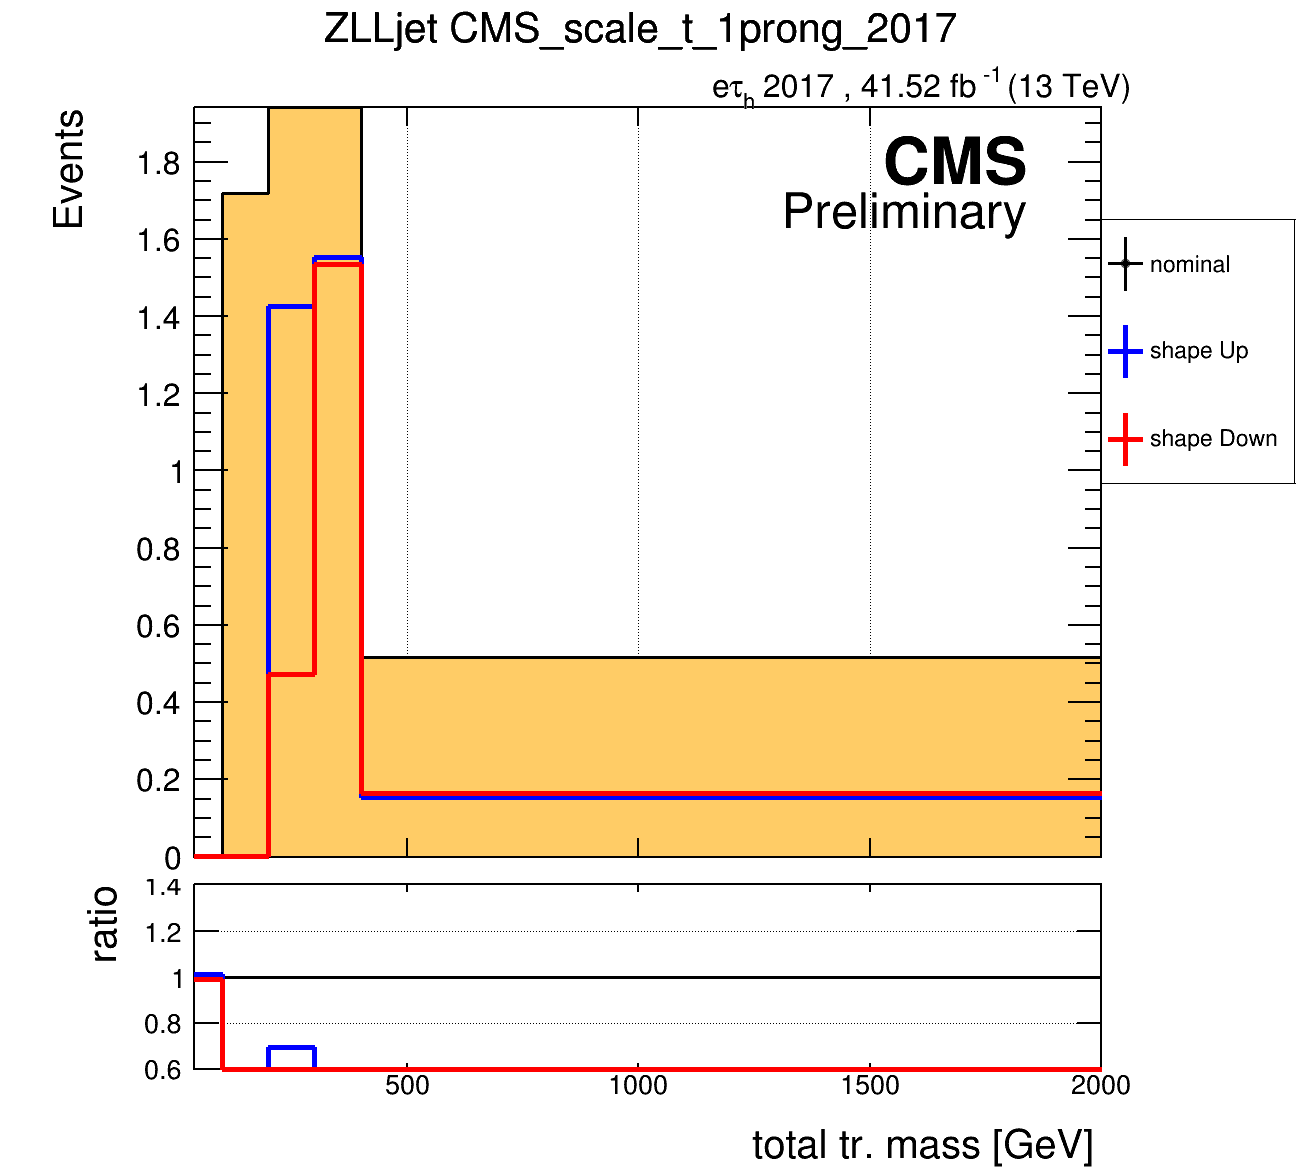 ZLLjet CMS_scale_t_1prong_2017
eτh 2017 , 41.52 fb-1 (13 TeV)
Events
CMS
Preliminary
1.8
1.6
1.4
1.2
1
0.8
0.6
0.4
0.2
0
nominal
shape Up
shape Down
ratio
1.4
1.2
1
0.8
0.6
500
1000
1500
2000
total tr. mass [GeV]